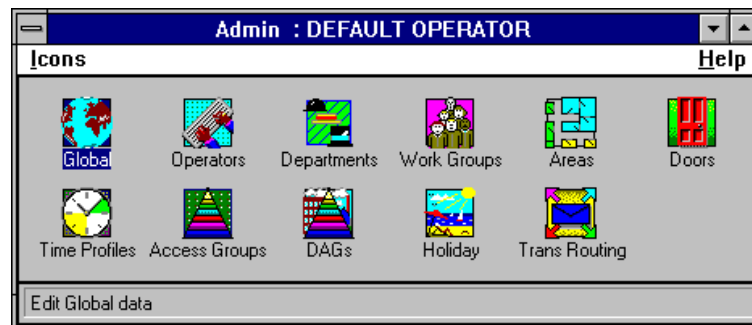 Admin : DEFAULT OPERATOR
Icons Help
Global Operators Departments Work Groups Areas Doors
Time Profiles Access Groups DAGs Holiday Trans Routing
Edit Global data